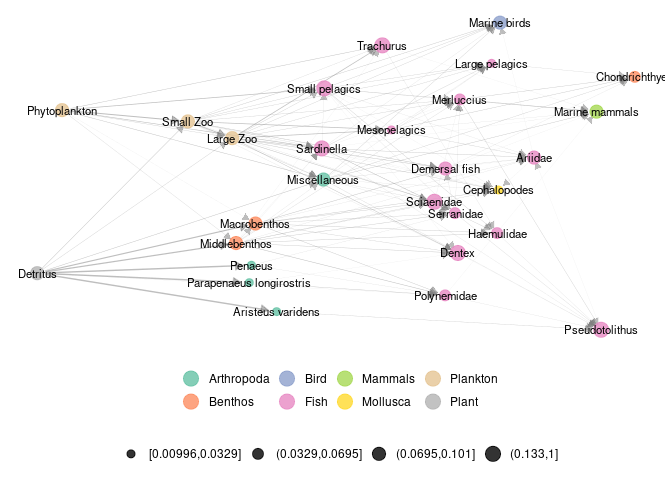 Marine birds
Trachurus
Large pelagics
Chondrichthye
Small pelagics
Merluccius
Phytoplankton
Marine mammals
Small Zoo
Mesopelagics
Large Zoo
Sardinella
Ariidae
Demersal fish
Miscellaneous
Cephalopodes
Sciaenidae
Serranidae
Macrobenthos
Haemulidae
Middlebenthos
Dentex
Penaeus
Detritus
Parapenaeus longirostris
Polynemidae
Aristeus varidens
Pseudotolithus
Arthropoda Bird Mammals Plankton
Benthos Fish Mollusca Plant
[0.00996,0.0329] (0.0329,0.0695] (0.0695,0.101] (0.133,1]